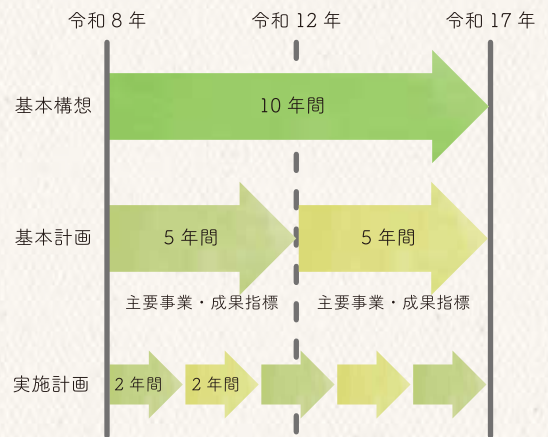 令和8年 令和12年 令和17年
基本構想 10年間
基本計画 5年間 5年間
主要事業・成果指標 主要事業・成果指標
実施計画 2年間 2年間